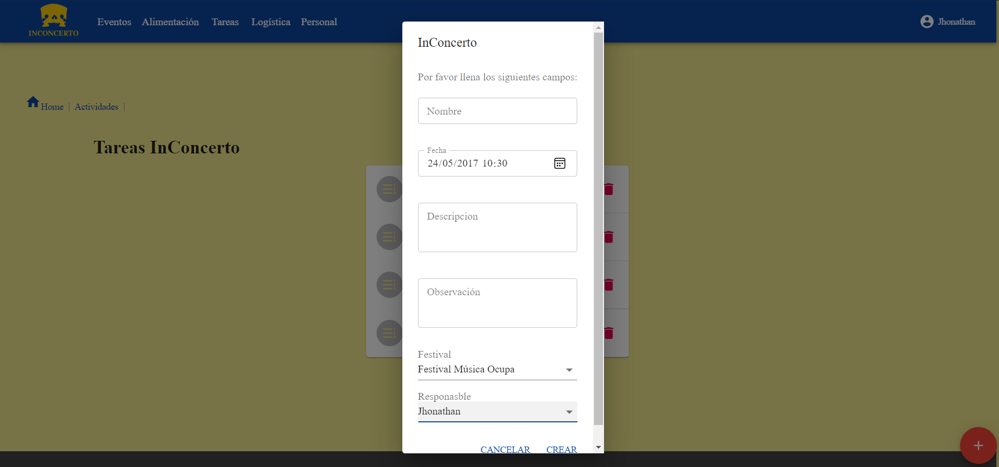 INCONCERTO
Eventos Alimentación Tareas Logística Personal
Jhonathan
Home | Actividades |
Tareas InConcerto
InConcerto
Por favor llena los siguientes campos:
Nombre
Fecha
24/05/2017 10:30
Descripcion
Observación
Festival
Festival Música Ocupa
Responasble
Jhonathan
CANCELAR CREAR